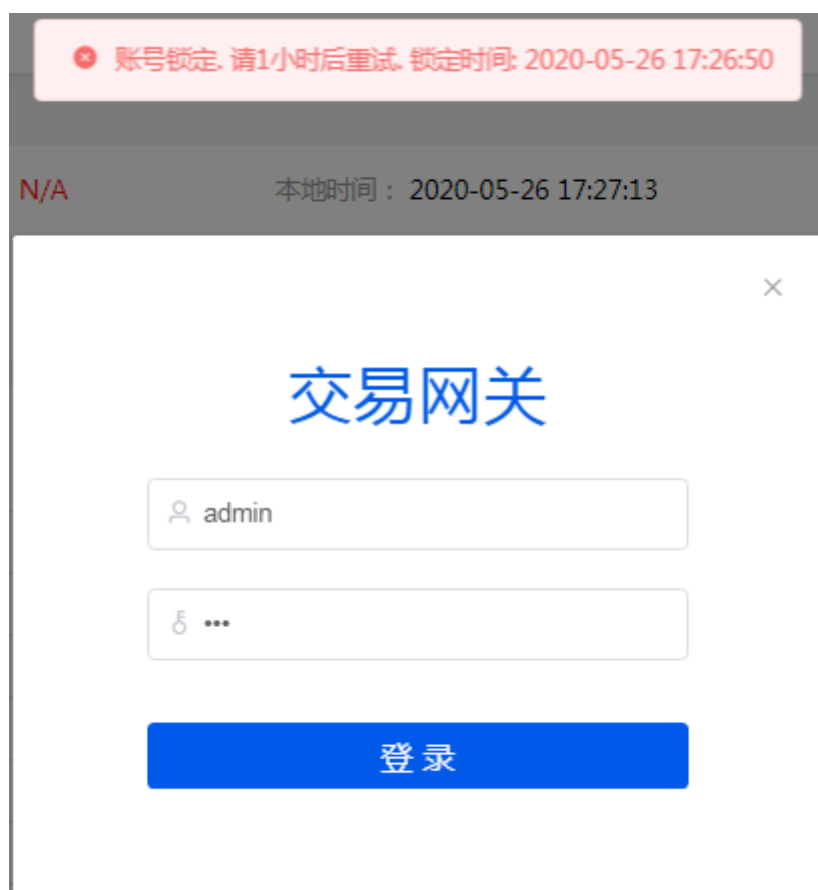 账号锁定. 请1小时后重试. 锁定时间: 2020-05-26 17:26:50
N/A 本地时间： 2020-05-26 17:27:13
交易网关
admin
•••
登录